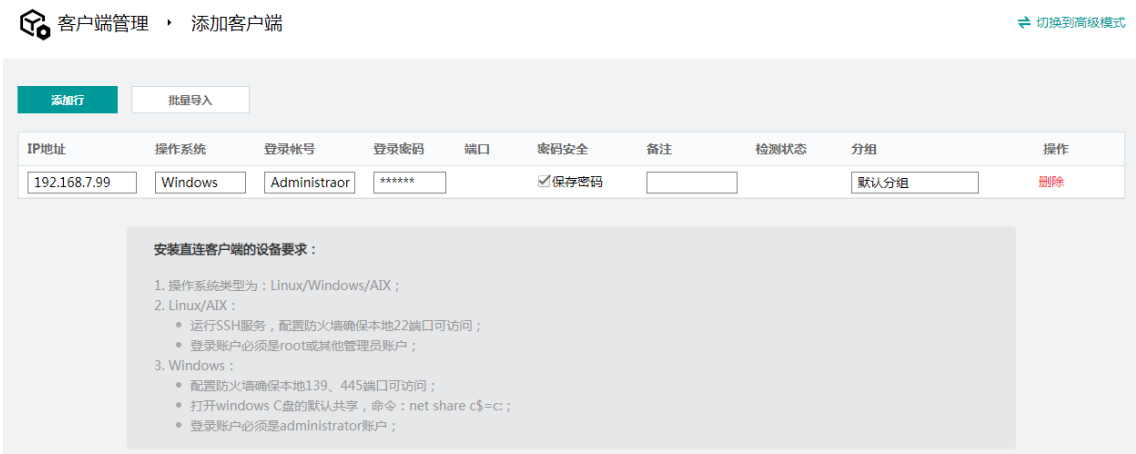 客户端管理 ‣ 添加客户端
切换到高级模式
添加行 批量导入
IP地址 操作系统 登录帐号 登录密码 端口 密码安全 备注 检测状态 分组 操作
192.168.7.99 Windows Administraor ****** 保存密码 默认分组 删除
安装直连客户端的设备要求：
1. 操作系统类型为：Linux/Windows/AIX；
2. Linux/AIX：
• 运行SSH服务，配置防火墙确保本地22端口可访问；
• 登录账户必须是root或其他管理员账户；
3. Windows：
• 配置防火墙确保本地139、445端口可访问；
• 打开windows C盘的默认共享，命令：net share c$=c:；
• 登录账户必须是administrator账户；